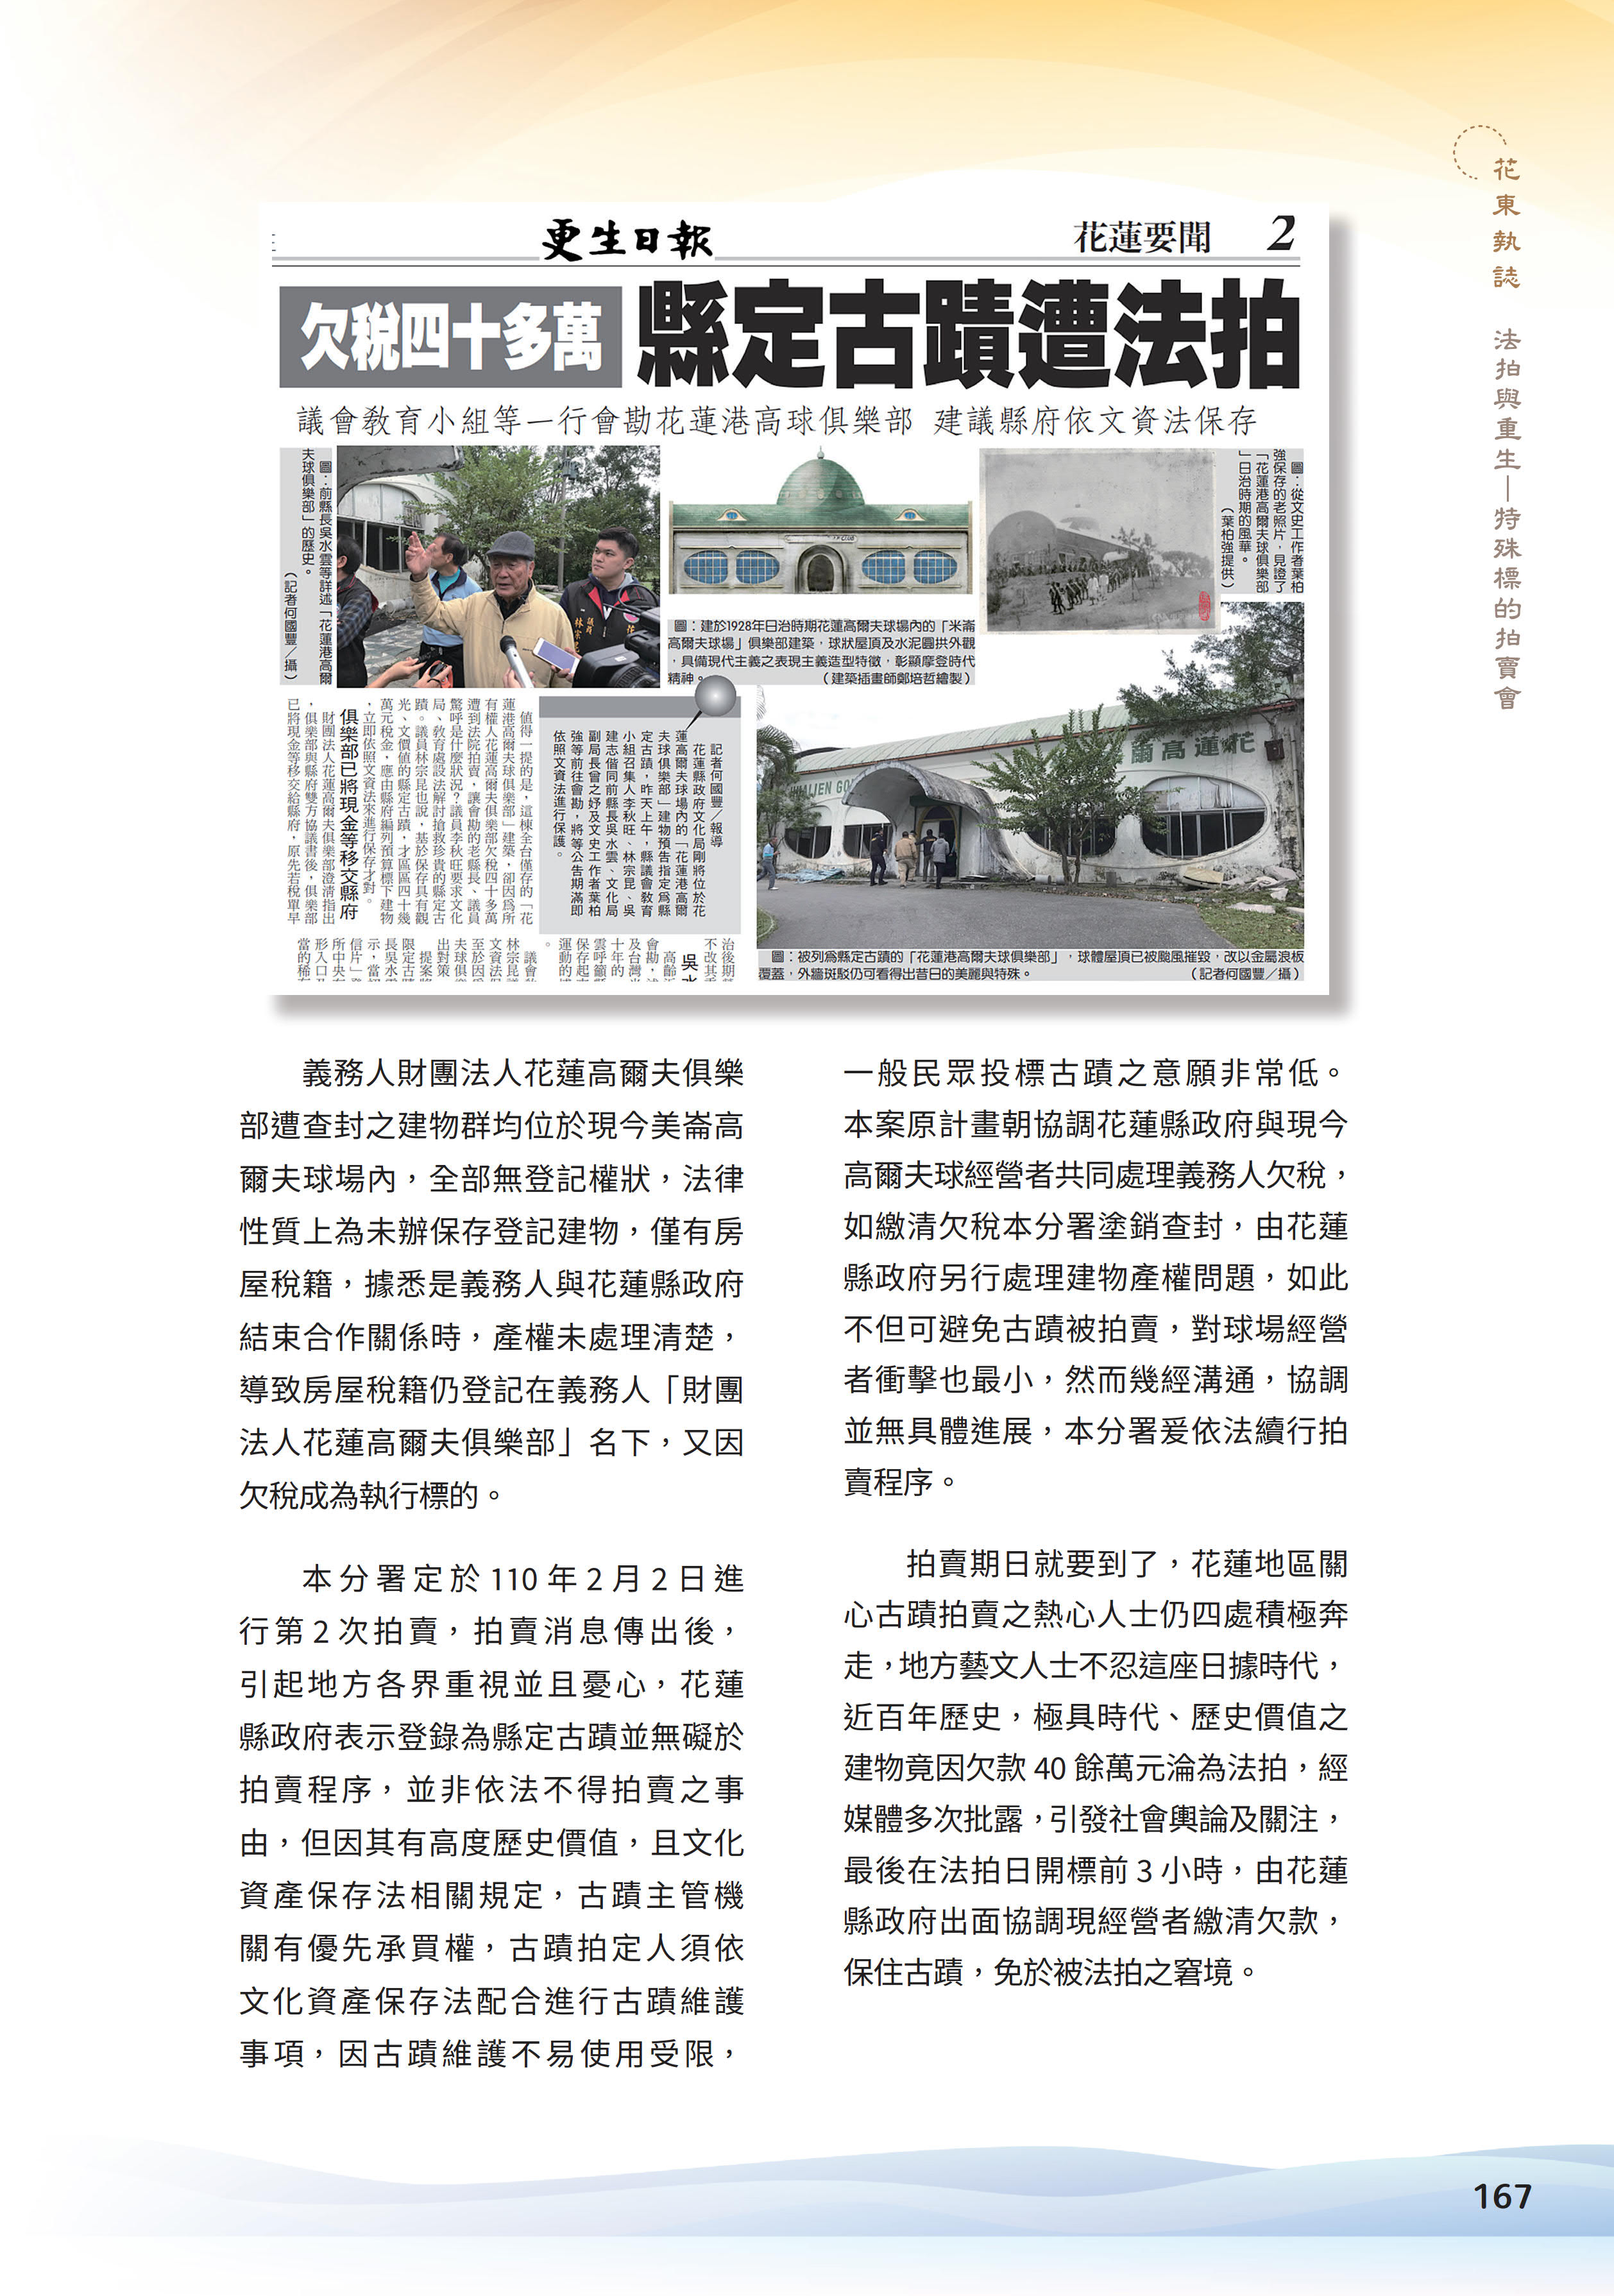 花東執誌 法拍與重生─特殊標的拍賣會
更生日報
花蓮要聞 2
欠稅四十多萬
縣定古蹟遭法拍
議會教育小組等一行會勘花蓮港高球俱樂部 建議縣府依文資法保存
圖：從文史工作者葉柏
強保存的老照片，見證了
「花蓮港高爾夫球俱樂部
」日治時期的風華。
（葉柏強提供）
圖：建於1928年日治時期花蓮高爾夫球場內的「米崙
高爾夫球場」俱樂部建築，球狀屋頂及水泥圓拱外觀
，具備現代主義之表現主義造型特徵，彰顯摩登時代
精神。 （建築插畫師鄭培哲繪製）
圖：前縣長吳水雲等詳述「花蓮港高爾
夫球俱樂部」的歷史。
（記者何國豐／攝）
花蓮高爾
HUALIEN GO
圖：被列為縣定古蹟的「花蓮港高爾夫球俱樂部」，球體屋頂已被颱風摧毀，改以金屬浪板
覆蓋，外牆斑駁仍可看得出昔日的美麗與特殊。 （記者何國豐／攝）
記者何國豐／報導
花蓮縣政府文化局剛將位於花
蓮高爾夫球場內的「花蓮港高爾
夫球俱樂部」建物預告指定為縣
定古蹟，昨天上午，縣議會教育
小組召集人李秋旺、林宗昆、吳
建志偕同前縣長吳水雲、文化局
副局長曾之妤及文史工作者葉柏
強等前往會勘，將等公告期滿即
依照文資法進行保護。
值得一提的是，這棟全台僅存的「花
蓮港高爾夫球俱樂部」建築，卻因為所
有權人花蓮高爾夫俱樂部欠稅四十多萬
遭到法院拍賣，讓會勘的老縣長、議員
驚呼是什麼狀況？議員李秋旺要求文化
局、教育處設法解討搶救珍貴的縣定古
蹟。議員林宗昆也說，基於保存具有觀
光、文價值的縣定古蹟，才區區四十幾
萬元稅金，應由縣府編列預算標下建物
，立即依照文資法來進行保存才對。
俱樂部已將現金等移交縣府
財團法人花蓮高爾夫俱樂部澄清指出
，俱樂部與縣府雙方協議書後，俱樂部
已將現金等移交給縣府，原先若稅單早
義務人財團法人花蓮高爾夫俱樂
部遭查封之建物群均位於現今美崙高
爾夫球場內，全部無登記權狀，法律
性質上為未辦保存登記建物，僅有房
屋稅籍，據悉是義務人與花蓮縣政府
結束合作關係時，產權未處理清楚，
導致房屋稅籍仍登記在義務人「財團
法人花蓮高爾夫俱樂部」名下，又因
欠稅成為執行標的。
本分署定於110年2月2日進
行第2次拍賣，拍賣消息傳出後，
引起地方各界重視並且憂心，花蓮
縣政府表示登錄為縣定古蹟並無礙於
拍賣程序，並非依法不得拍賣之事
由，但因其有高度歷史價值，且文化
資產保存法相關規定，古蹟主管機
關有優先承買權，古蹟拍定人須依
文化資產保存法配合進行古蹟維護
事項，因古蹟維護不易使用受限，
一般民眾投標古蹟之意願非常低。
本案原計畫朝協調花蓮縣政府與現今
高爾夫球經營者共同處理義務人欠稅，
如繳清欠稅本分署塗銷查封，由花蓮
縣政府另行處理建物產權問題，如此
不但可避免古蹟被拍賣，對球場經營
者衝擊也最小，然而幾經溝通，協調
並無具體進展，本分署爰依法續行拍
賣程序。
拍賣期日就要到了，花蓮地區關
心古蹟拍賣之熱心人士仍四處積極奔
走，地方藝文人士不忍這座日據時代，
近百年歷史，極具時代、歷史價值之
建物竟因欠款40餘萬元淪為法拍，經
媒體多次批露，引發社會輿論及關注，
最後在法拍日開標前3小時，由花蓮
縣政府出面協調現經營者繳清欠款，
保住古蹟，免於被法拍之窘境。
167